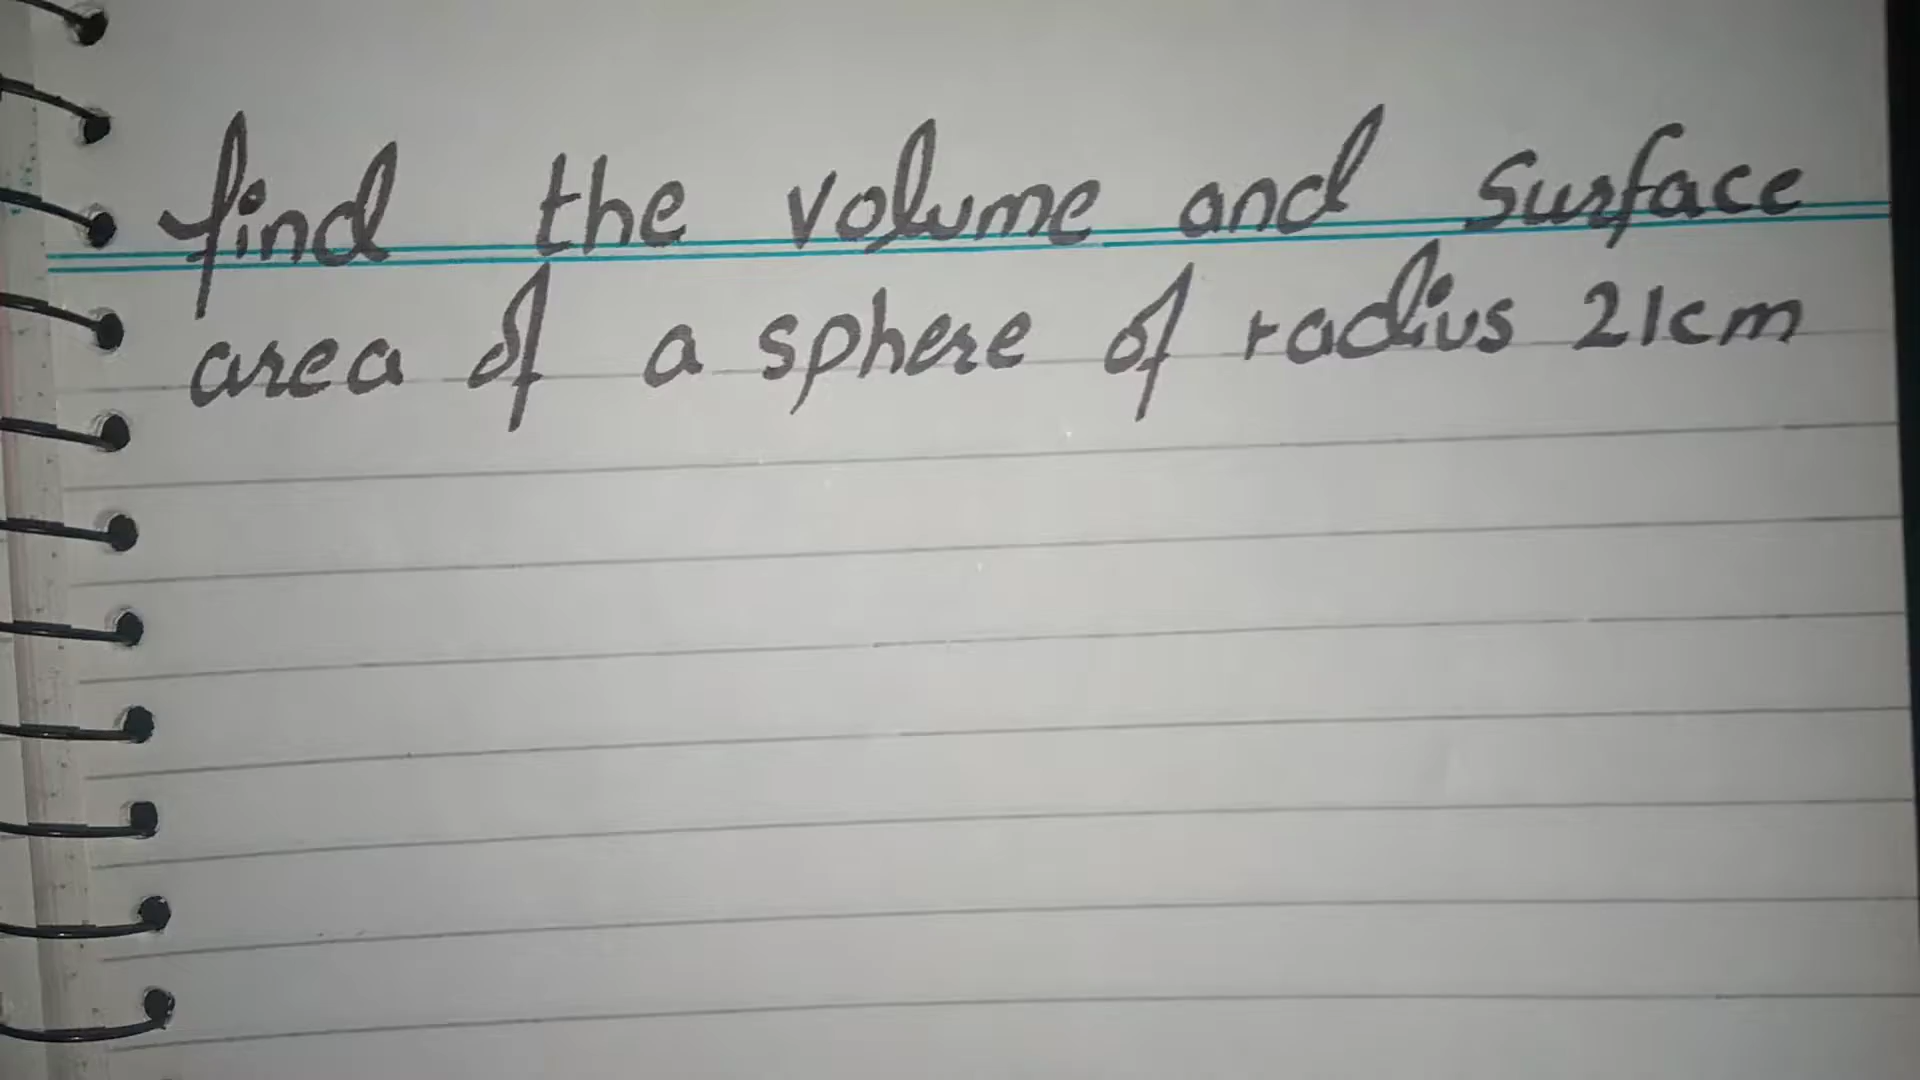 find the volume and surface
area of a sphere of radius 21cm